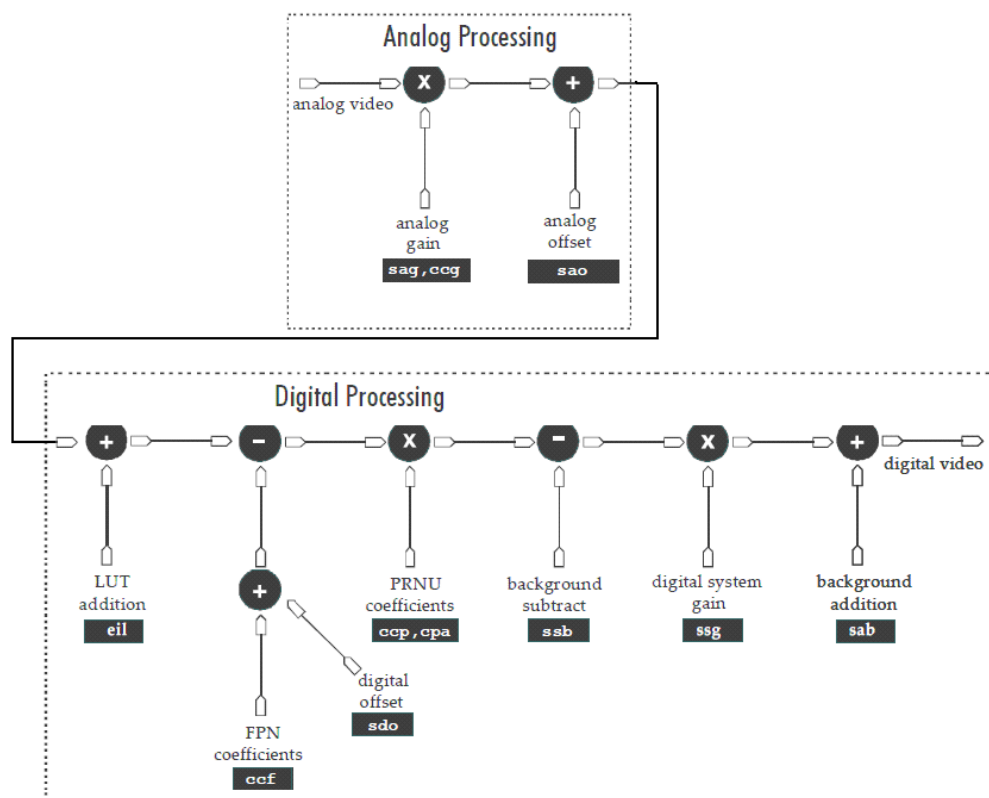 Analog Processing
X
+
analog video
analog
gain
sag,ccg
analog
offset
sao
Digital Processing
+
-
X
-
X
+
digital video
LUT
addition
eil
+
PRNU
coefficients
ccp,cpa
background
subtract
ssb
digital system
gain
ssg
background
addition
sab
digital
offset
sdo
FPN
coefficients
ccf